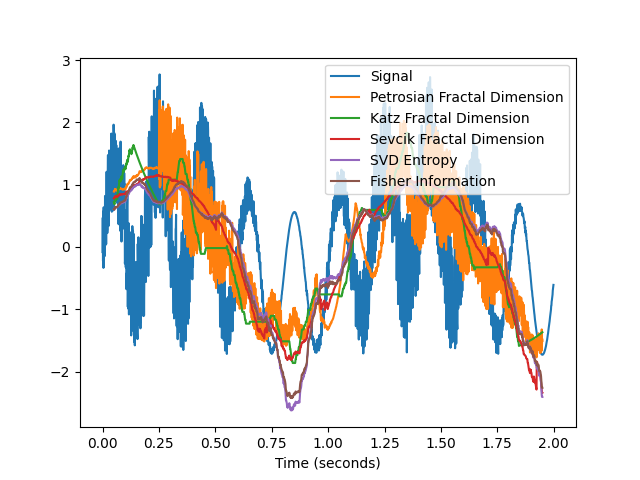 3
2
1
0
−1
−2
0.00 0.25 0.50 0.75 1.00 1.25 1.50 1.75 2.00
Time (seconds)
Signal
Petrosian Fractal Dimension
Katz Fractal Dimension
Sevcik Fractal Dimension
SVD Entropy
Fisher Information